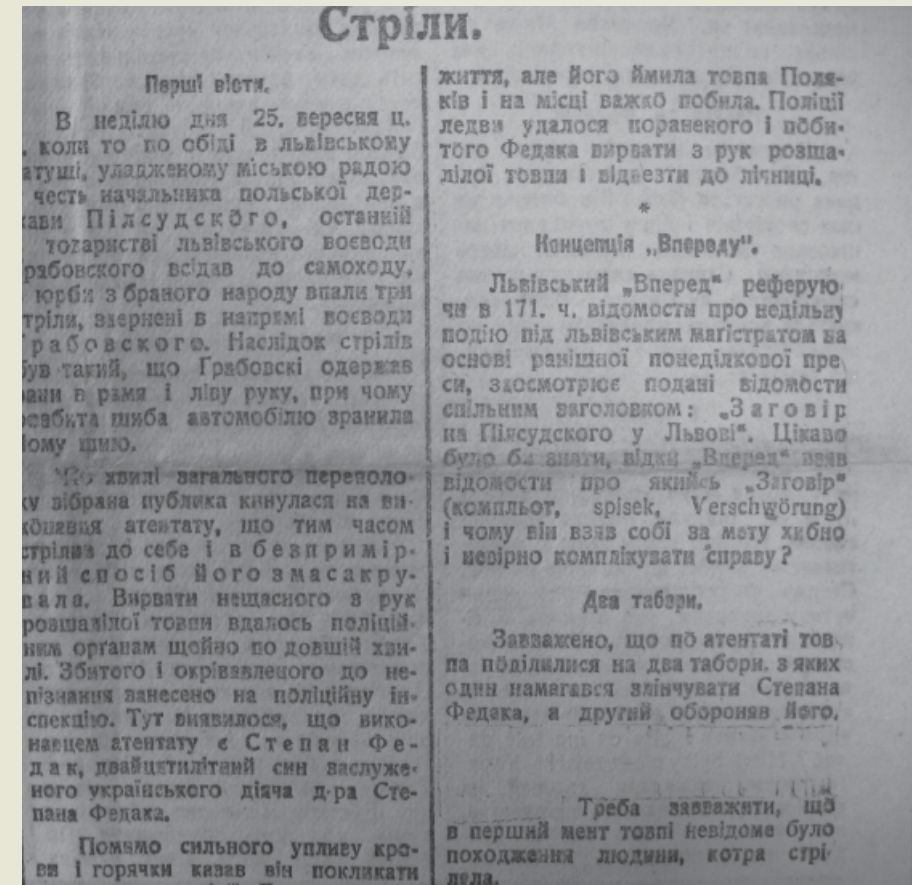 Стріли.
Перші вісти.
В неділю дня 25. вересня ц.
коли то по обіді в львівському
атуші, уладженому міською радою
честь начальника польської дер-
жави Пілсудского, останній
товаристві львівського воєводи
рабовского всідав до самоходу,
юрби зібраного народу впали три
тріли, звернені в напрямі воєводи
Грабовского. Наслідок стрілів
був такий, що Грабовскі одержав
рани в рамя і ліву руку, при чому
розбита шиба автомобілю зранила
йому шию.
По хвилі загального переполо-
ку зібрана публика кинулася на ви-
конавця атентату, що тим часом
стрілив до себе і в безпримір-
ний спосіб його змасакру-
вала. Вирвати нещасного з рук
розшалілої товпи вдалось поліцій-
ним органам щойно по довшій хви-
лі. Збитого і окрівавленого до не-
пізнання занесено на поліційну ін-
спекцію. Тут виявилося, що вико-
навцем атентату є Степан Фе-
дак, двайцятилітний син заслуже-
ного українського діяча д-ра Сте-
пана Федака.
Помимо сильного упливу кро-
ви і горячки казав він покликати
життя, але його ймила товпа Поля-
ків і на місці важко побила. Поліції
ледви удалося пораненого і поби-
того Федака вирвати з рук розша-
лілої товпи і відвезти до лічниці.
*
Концепція „Впереду".
Львівський „Вперед" реферую
чи в 171. ч. відомости про недільну
подію під львівським магістратом на
основі ранішної понеділкової пре
си, заосмотрює подані відомости
спільним заголовком: „Заговір
на Пілсудского у Львові". Цікаво
було би знати, відки „Вперед" взяв
відомости про якийсь „Заговір"
(компльот, spisek, Verschwörung)
і чому він взяв собі за мету хибно
і невірно комплікувати справу?
Два табори.
Завважено, що по атентаті тов
па поділилися на два табори, з яких
один намагався злінчувати Степана
Федака, а другий обороняв його.
Треба завважити, що
в перший мент товпі невідоме було
походження людини, котра стрі
ляла.